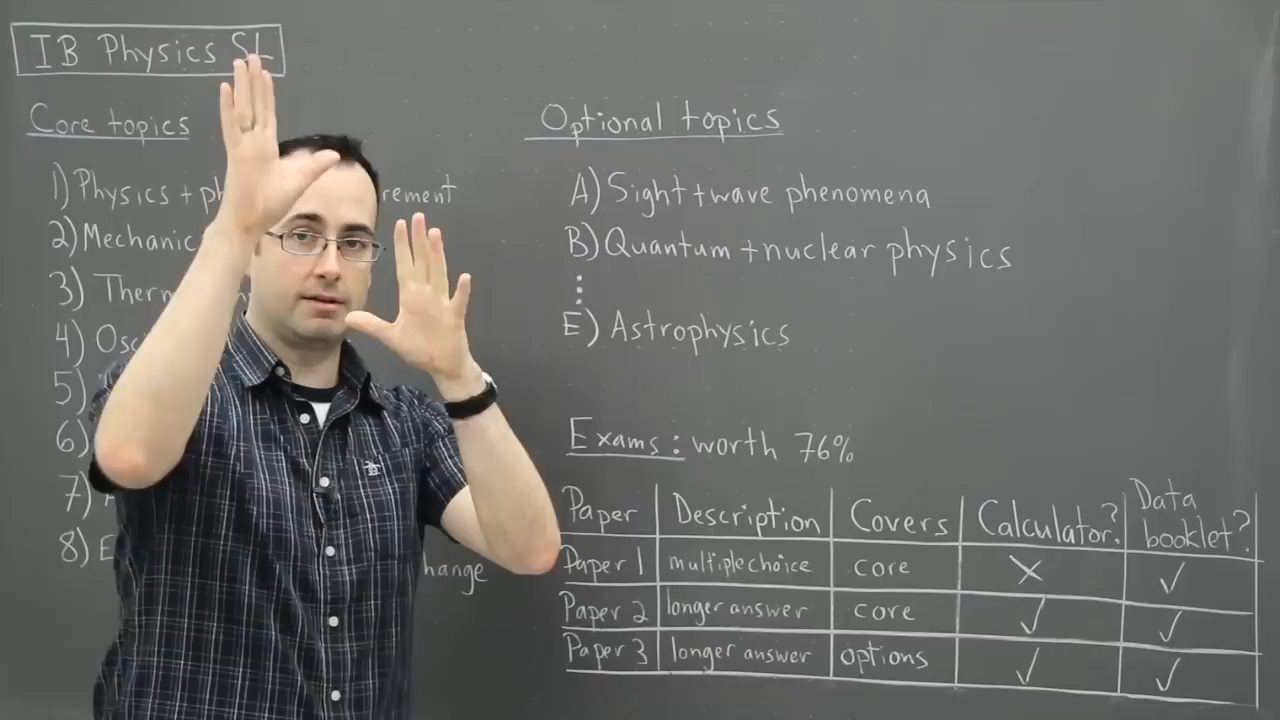 IB Physics SL
Core topics
1) Physics + rement
2) Mechanic
3) Therm
4) Osc
5)
6)
7)
8) E hange
Optional topics
A) Sight + wave phenomena
B) Quantum + nuclear physics
⋮
E) Astrophysics
Exams: worth 76%
Paper Description Covers Calculator? Data booklet?
Paper 1 multiple choice core ✗ ✓
Paper 2 longer answer core ✓ ✓
Paper 3 longer answer options ✓ ✓